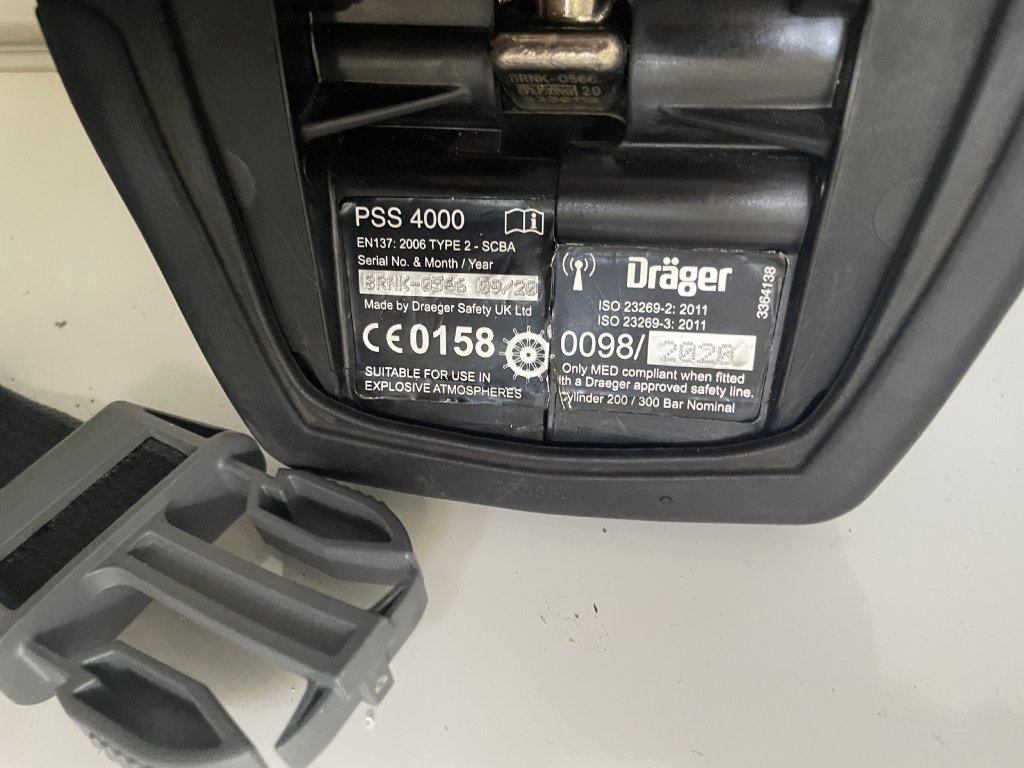 BRNK-0566
20
PSS 4000
EN137: 2006 TYPE 2 - SCBA
Serial No. & Month / Year
BRNK-0566 09/20
Made by Draeger Safety UK Ltd
CE 0158
SUITABLE FOR USE IN
EXPLOSIVE ATMOSPHERES
Dräger
3364138
ISO 23269-2: 2011
ISO 23269-3: 2011
0098/ 2020
Only MED compliant when fitted
with a Draeger approved safety line.
Cylinder 200 / 300 Bar Nominal